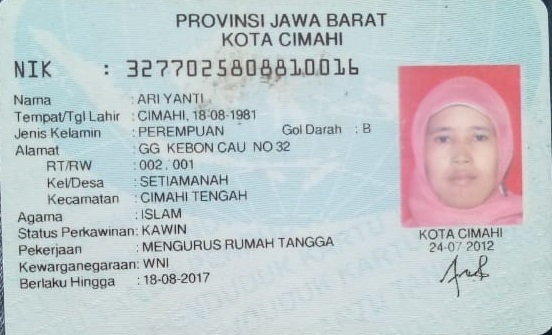 PROVINSI JAWA BARAT
KOTA CIMAHI
NIK : 3277025808810016
Nama : ARI YANTI
Tempat/Tgl Lahir : CIMAHI, 18-08-1981
Jenis Kelamin : PEREMPUAN Gol Darah : B
Alamat : GG KEBON CAU NO 32
RT/RW : 002 / 001
Kel/Desa : SETIAMANAH
Kecamatan : CIMAHI TENGAH
Agama : ISLAM
Status Perkawinan: KAWIN
Pekerjaan : MENGURUS RUMAH TANGGA
Kewarganegaraan: WNI
Berlaku Hingga : 18-08-2017
KOTA CIMAHI
24-07-2012